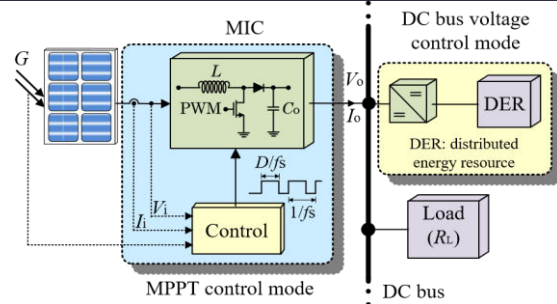 MIC
DC bus voltage
control mode
G
L
PWM
Co
Vo
Io
DER
DER: distributed
energy resource
D/fs
1/fs
Vi
Ii
Control
Load
(RL)
MPPT control mode
DC bus